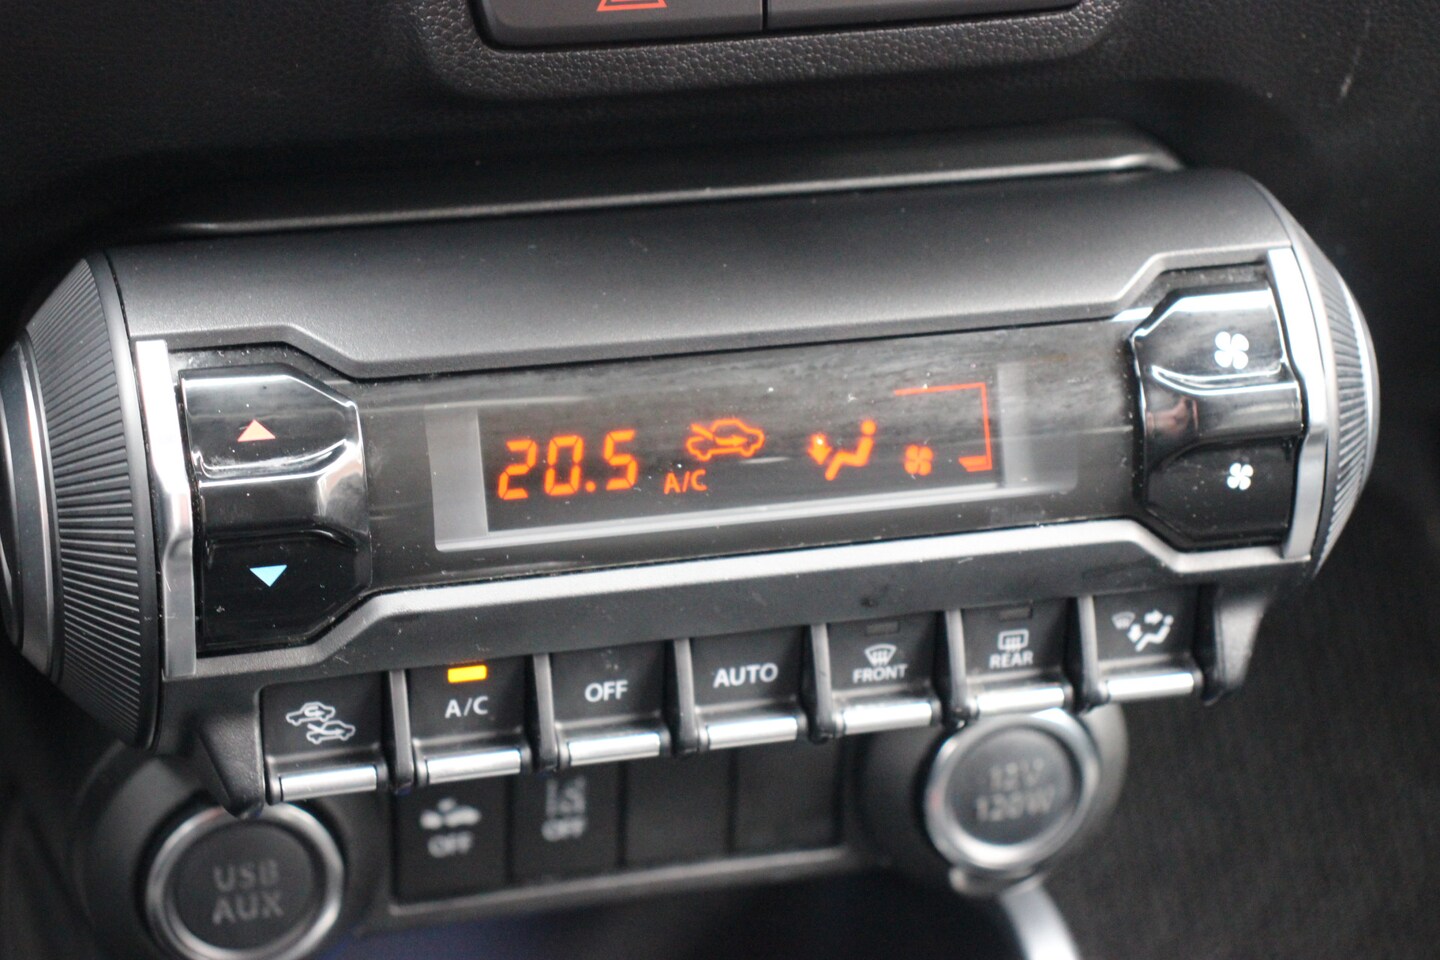 20.5
A/C
A/C
OFF
AUTO
FRONT
REAR
OFF
OFF
12V
120W
USB
AUX